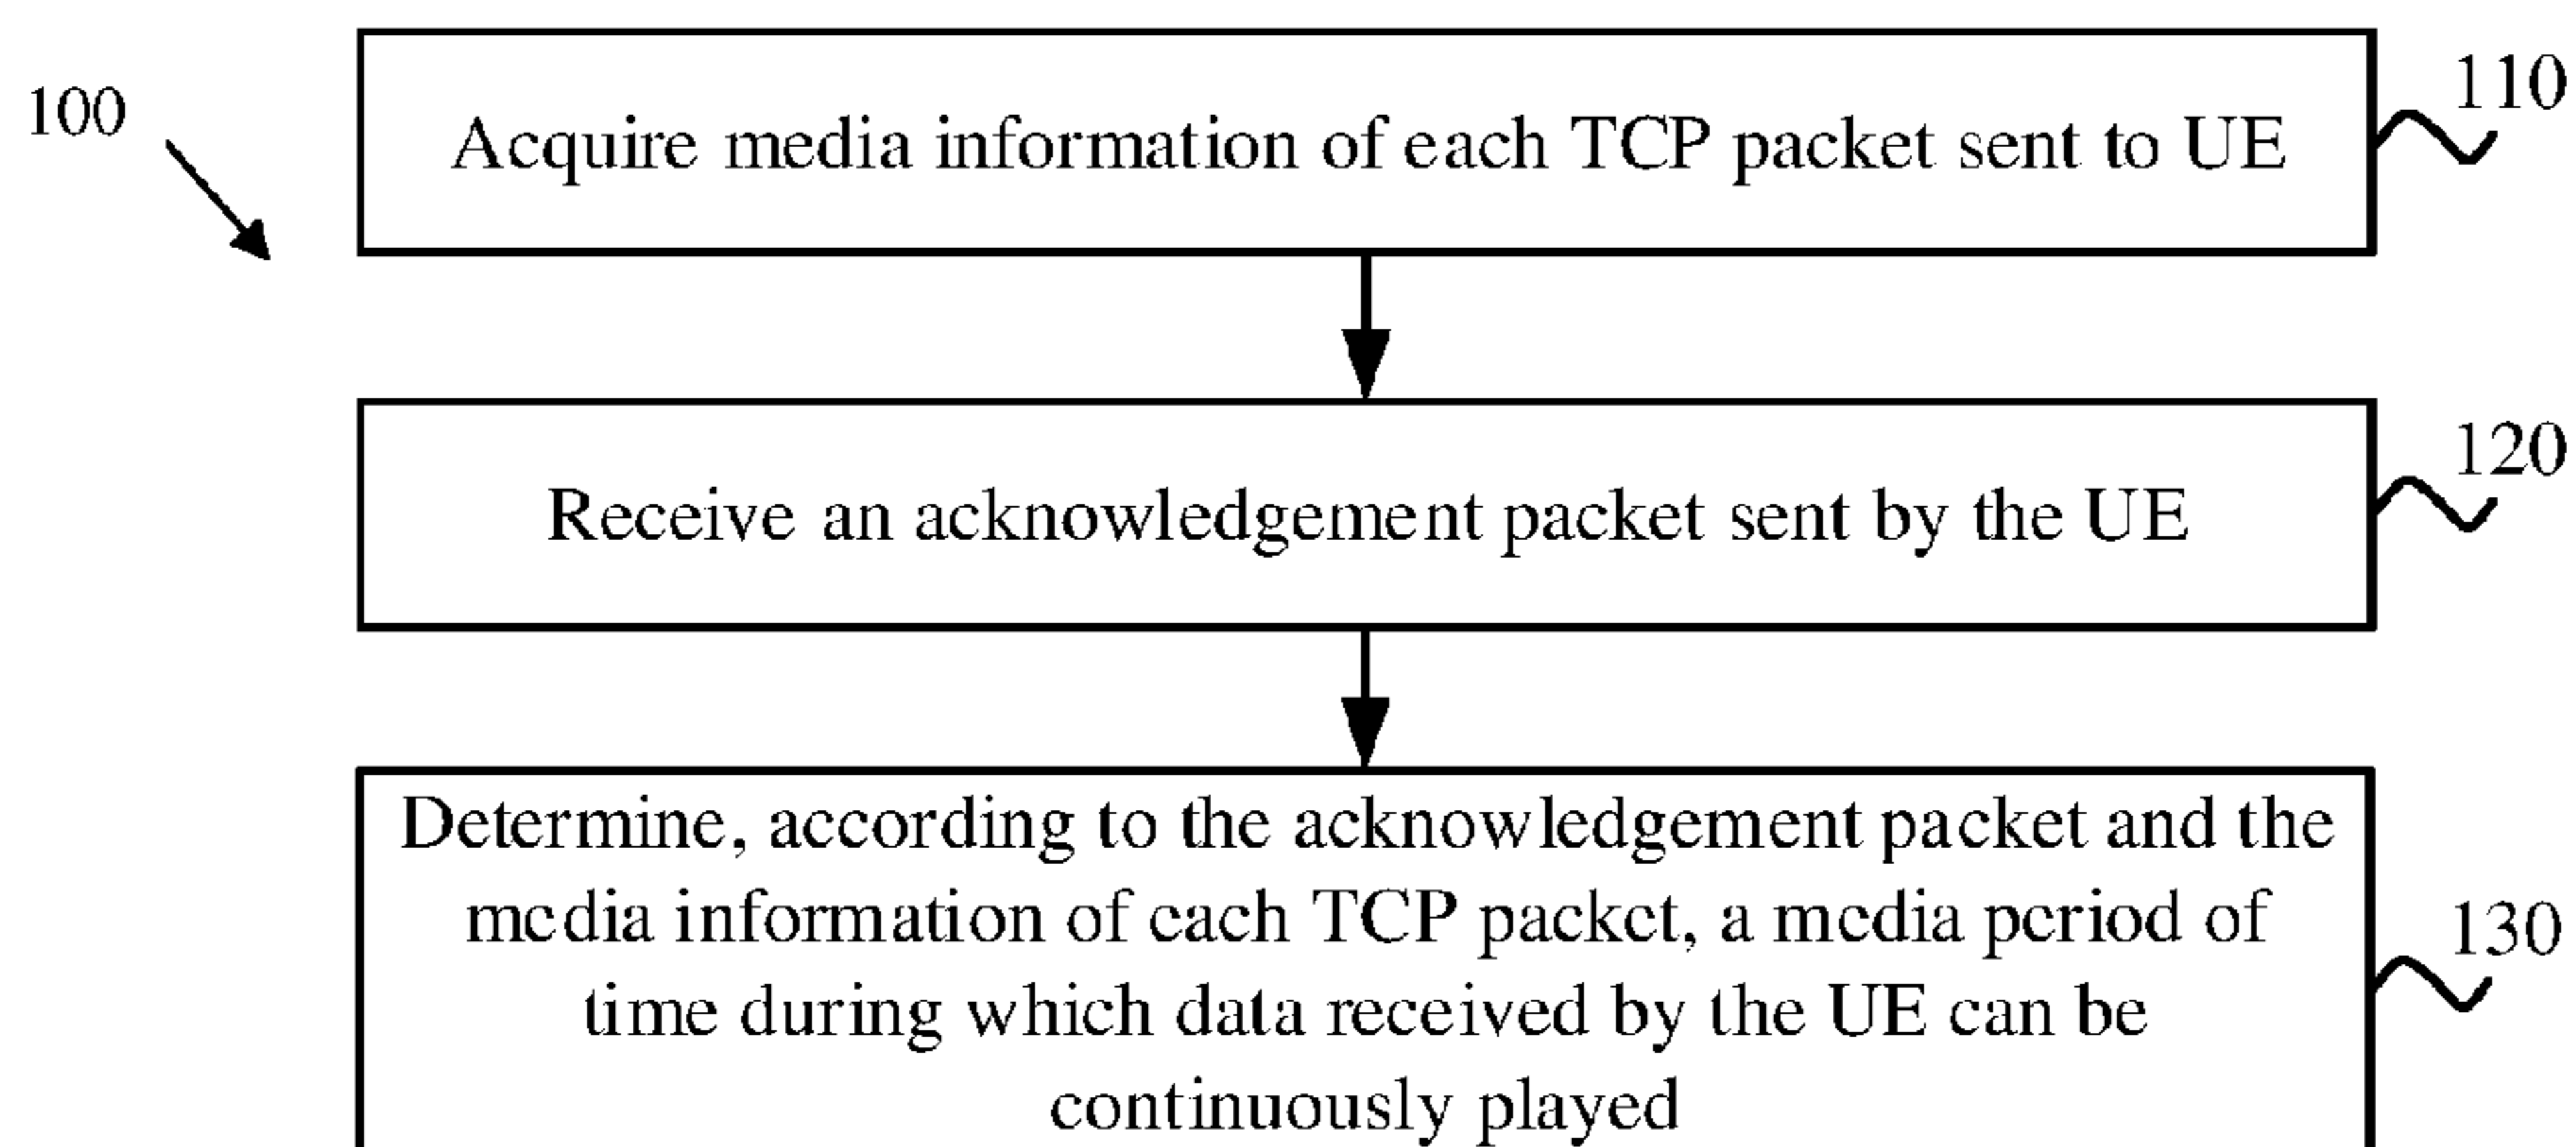 100
Acquire media information of each TCP packet sent to UE
110
Receive an acknowledgement packet sent by the UE
120
Determine, according to the acknowledgement packet and the
media information of each TCP packet, a media period of
time during which data received by the UE can be
continuously played
130